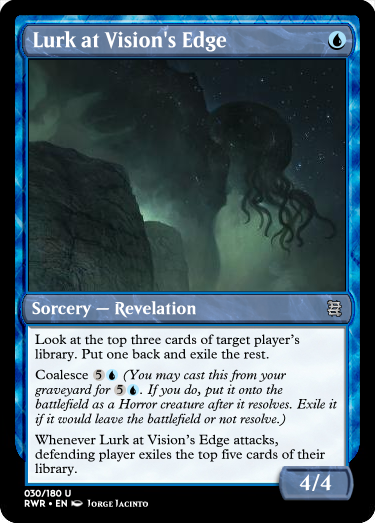 Lurk at Vision's Edge
Sorcery — Revelation
Look at the top three cards of target player's
library. Put one back and exile the rest.
Coalesce 5 (You may cast this from your
graveyard for 5 . If you do, put it onto the
battlefield as a Horror creature after it resolves. Exile it
if it would leave the battlefield or not resolve.)
Whenever Lurk at Vision's Edge attacks,
defending player exiles the top five cards of their
library.
4/4
030/180 U
RWR • EN Jorge Jacinto